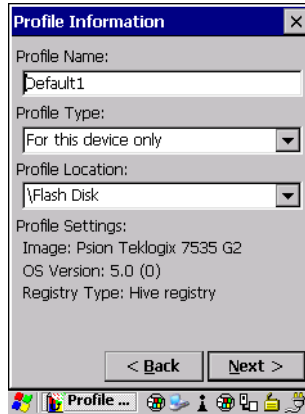 Profile Information
Profile Name:
Default1
Profile Type:
For this device only
Profile Location:
\Flash Disk
Profile Settings:
Image: Psion Teklogix 7535 G2
OS Version: 5.0 (0)
Registry Type: Hive registry
< Back Next >
Profile ...